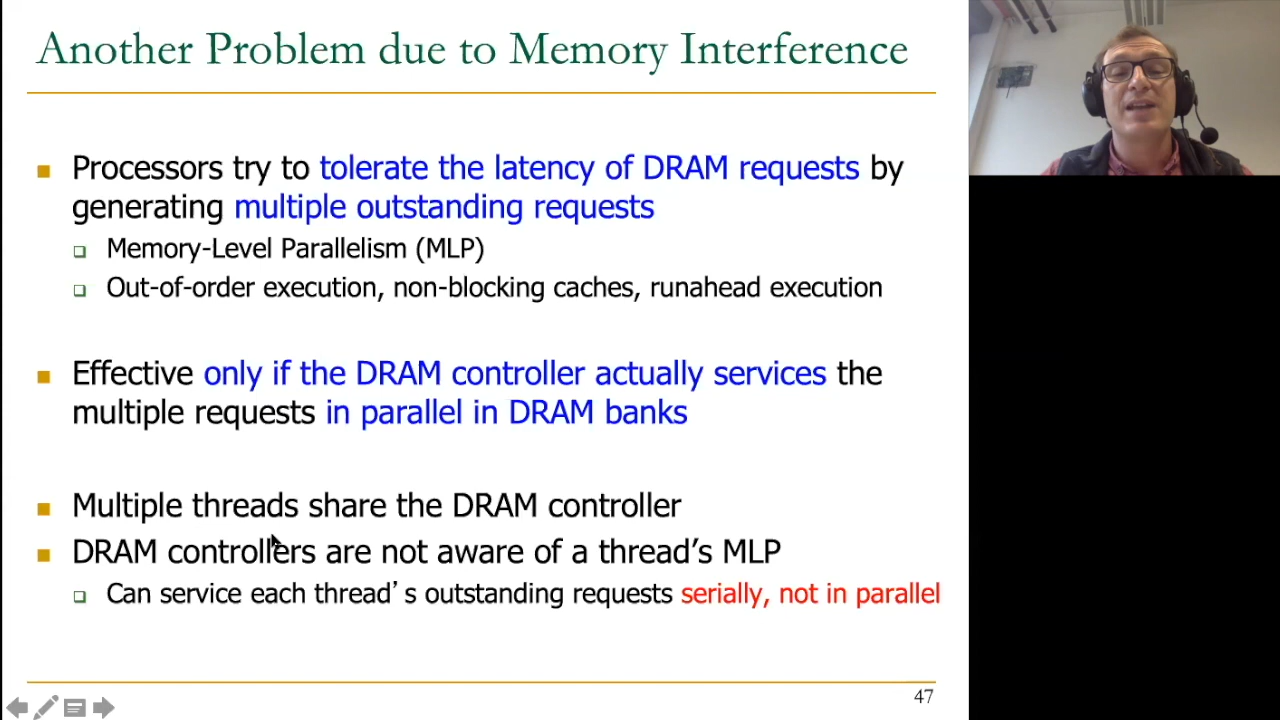 Another Problem due to Memory Interference
Processors try to tolerate the latency of DRAM requests by
generating multiple outstanding requests
Memory-Level Parallelism (MLP)
Out-of-order execution, non-blocking caches, runahead execution
Effective only if the DRAM controller actually services the
multiple requests in parallel in DRAM banks
Multiple threads share the DRAM controller
DRAM controllers are not aware of a thread’s MLP
Can service each thread’s outstanding requests serially, not in parallel
47